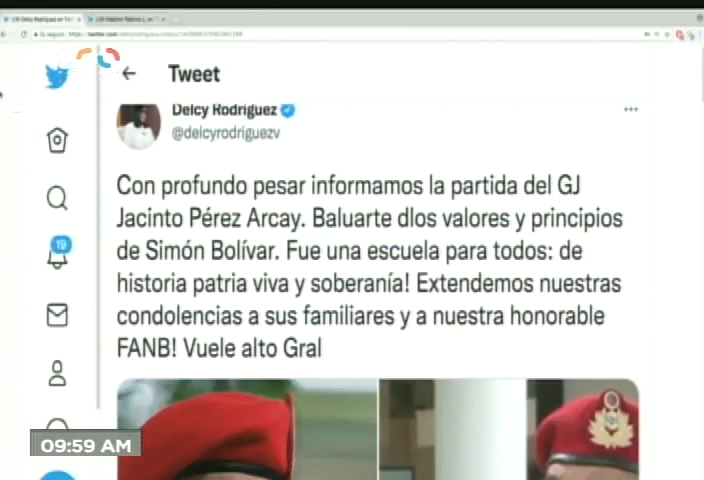 Tweet
Delcy Rodríguez
@delcyrodriguezv
Con profundo pesar informamos la partida del GJ
Jacinto Pérez Arcay. Baluarte dlos valores y principios
de Simón Bolívar. Fue una escuela para todos: de
historia patria viva y soberanía! Extendemos nuestras
condolencias a sus familiares y a nuestra honorable
FANB! Vuele alto Gral
19
09:59 AM